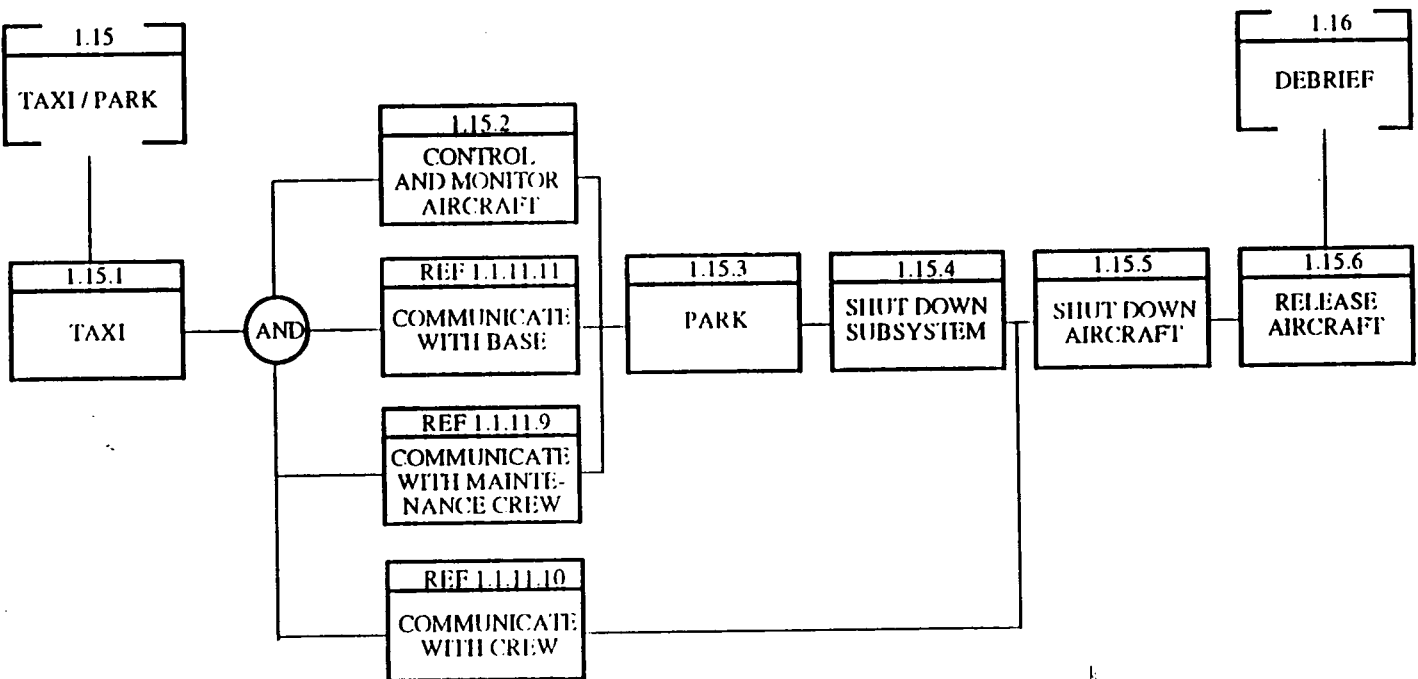 1.15
TAXI / PARK
1.16
DEBRIEF
1.15.2
CONTROL
AND MONITOR
AIRCRAFT
1.15.1
TAXI
AND
REF 1.1.11.11
COMMUNICATE
WITH BASE
1.15.3
PARK
1.15.4
SHUT DOWN
SUBSYSTEM
1.15.5
SHUT DOWN
AIRCRAFT
1.15.6
RELEASE
AIRCRAFT
REF 1.1.11.9
COMMUNICATE
WITH MAINTE-
NANCE CREW
REF 1.1.11.10
COMMUNICATE
WITH CREW